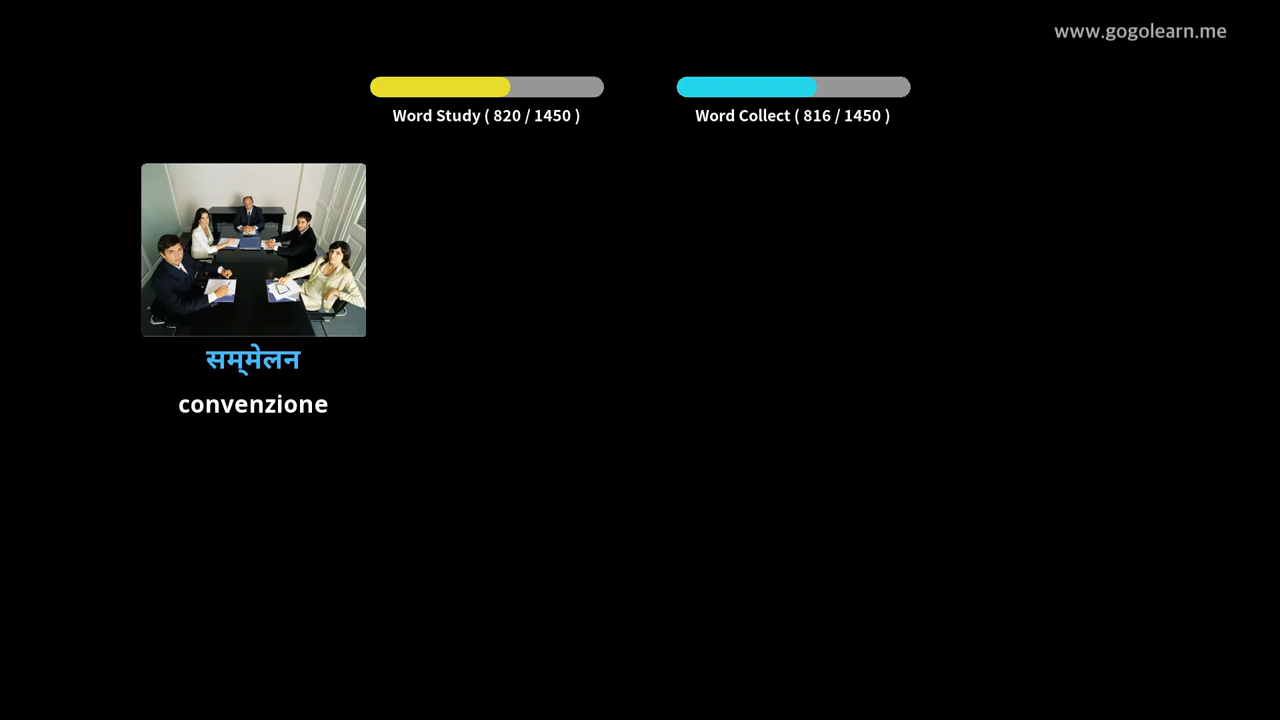 www.gogolearn.me
Word Study ( 820 / 1450 )
Word Collect ( 816 / 1450 )
सम्मेलन
convenzione